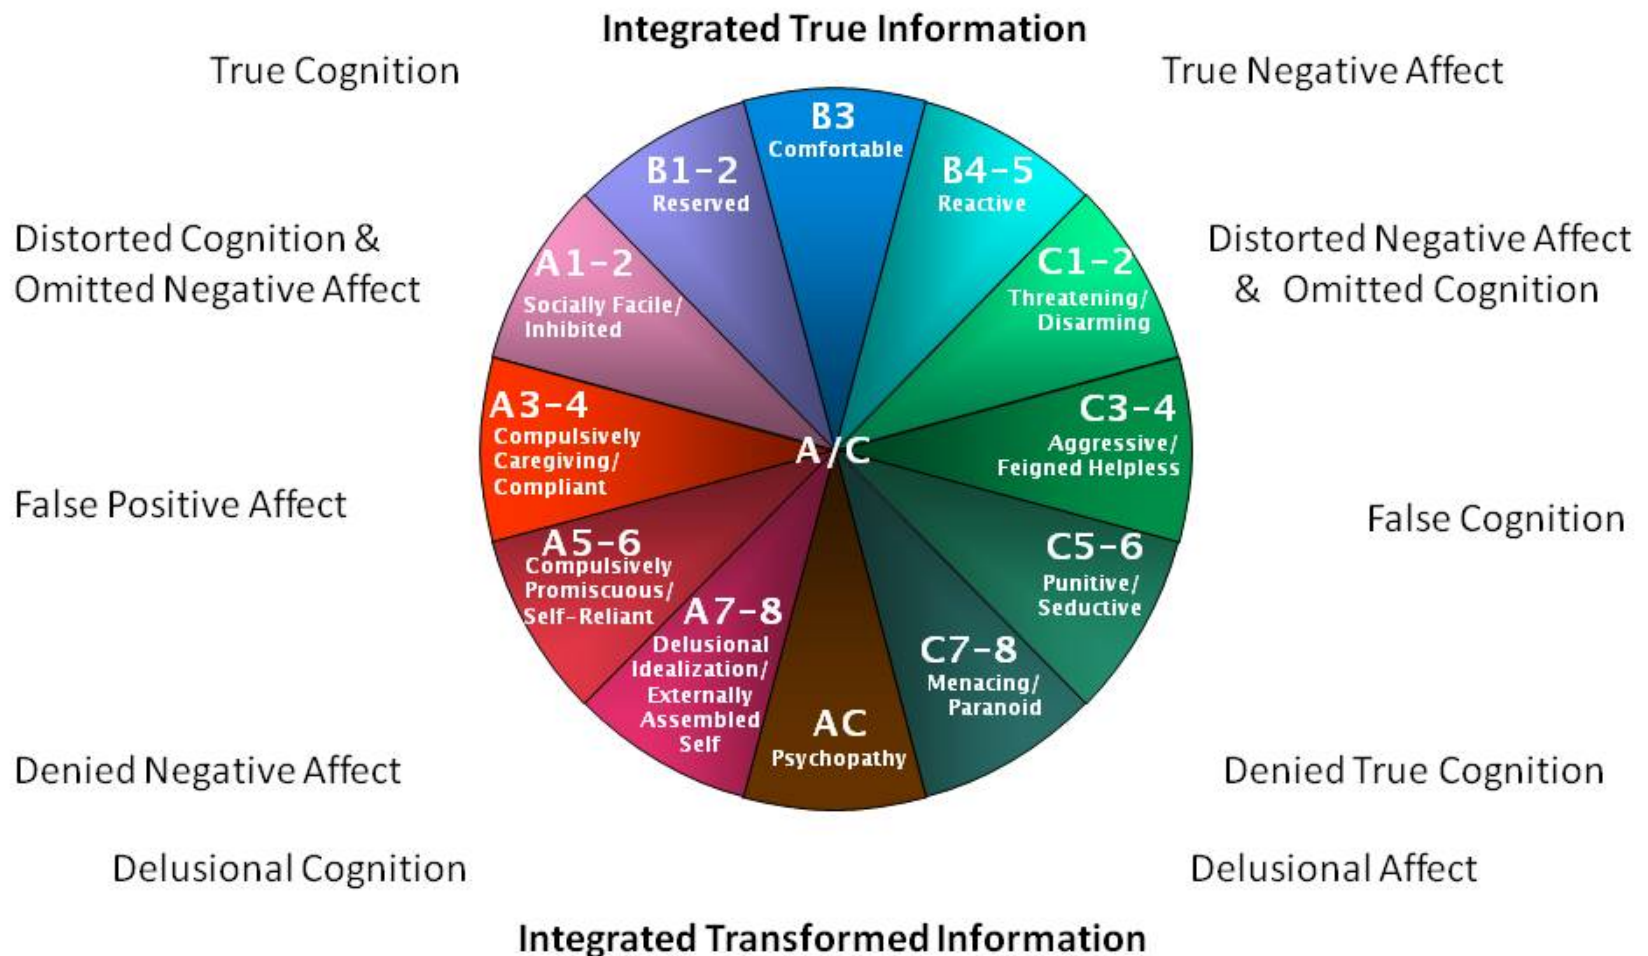 Integrated True Information
True Cognition
True Negative Affect
B3
Comfortable
B1-2
Reserved
B4-5
Reactive
Distorted Cognition &
Omitted Negative Affect
A1-2
Socially Facile/
Inhibited
C1-2
Threatening/
Disarming
Distorted Negative Affect
& Omitted Cognition
A3-4
Compulsively
Caregiving/
Compliant
A/C
C3-4
Aggressive/
Feigned Helpless
False Positive Affect
False Cognition
A5-6
Compulsively
Promiscuous/
Self-Reliant
C5-6
Punitive/
Seductive
A7-8
Delusional
Idealization/
Externally
Assembled
Self
C7-8
Menacing/
Paranoid
AC
Psychopathy
Denied Negative Affect
Denied True Cognition
Delusional Cognition
Delusional Affect
Integrated Transformed Information